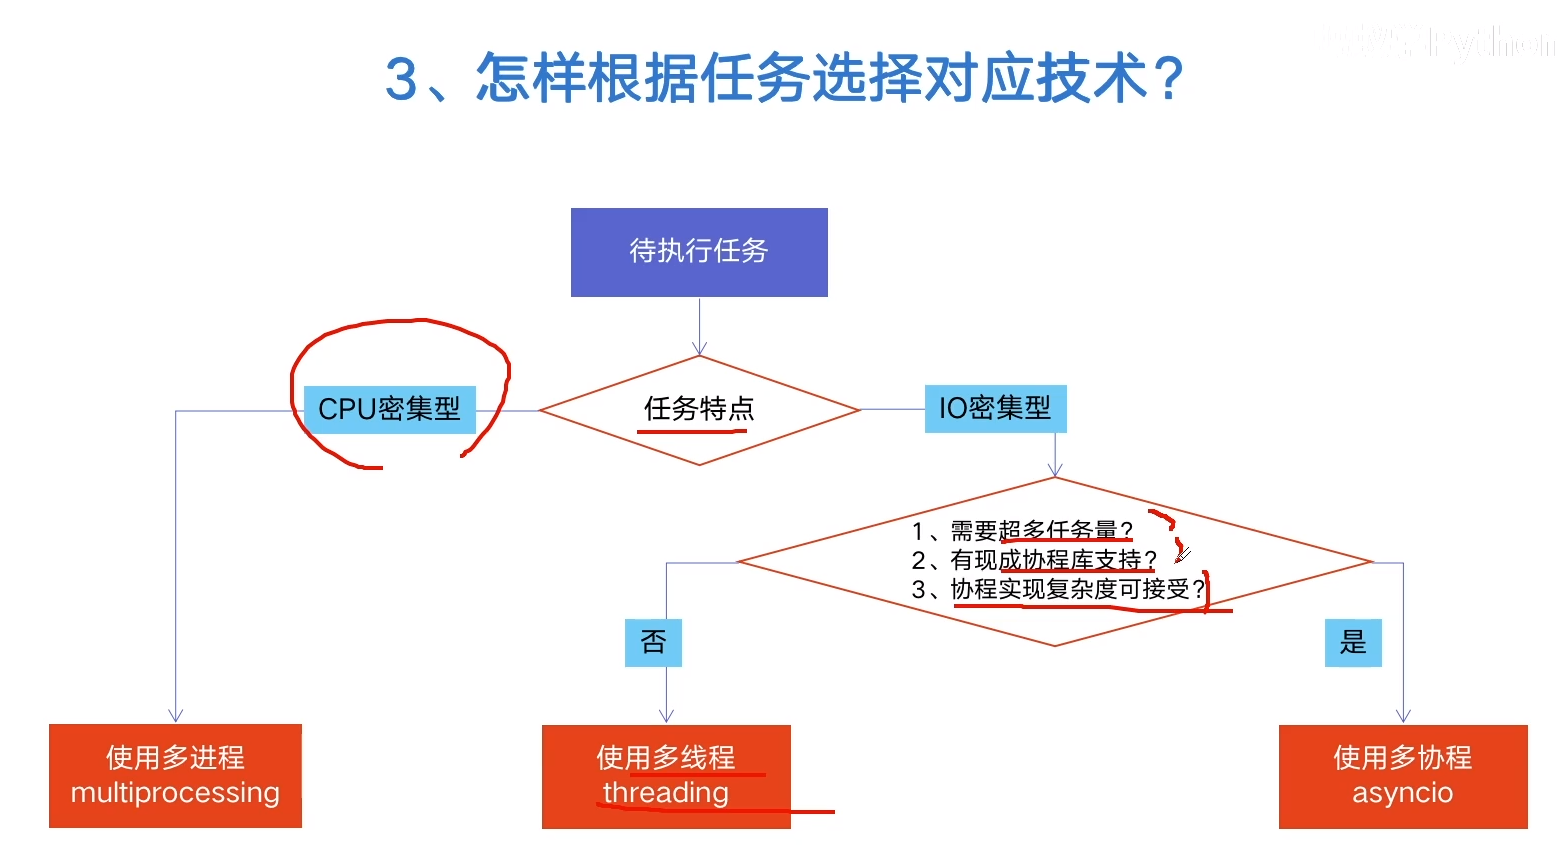 Python
3、怎样根据任务选择对应技术？
待执行任务
CPU密集型
任务特点
IO密集型
1、需要超多任务量？
2、有现成协程库支持？
3、协程实现复杂度可接受？
否
是
使用多进程
multiprocessing
使用多线程
threading
使用多协程
asyncio